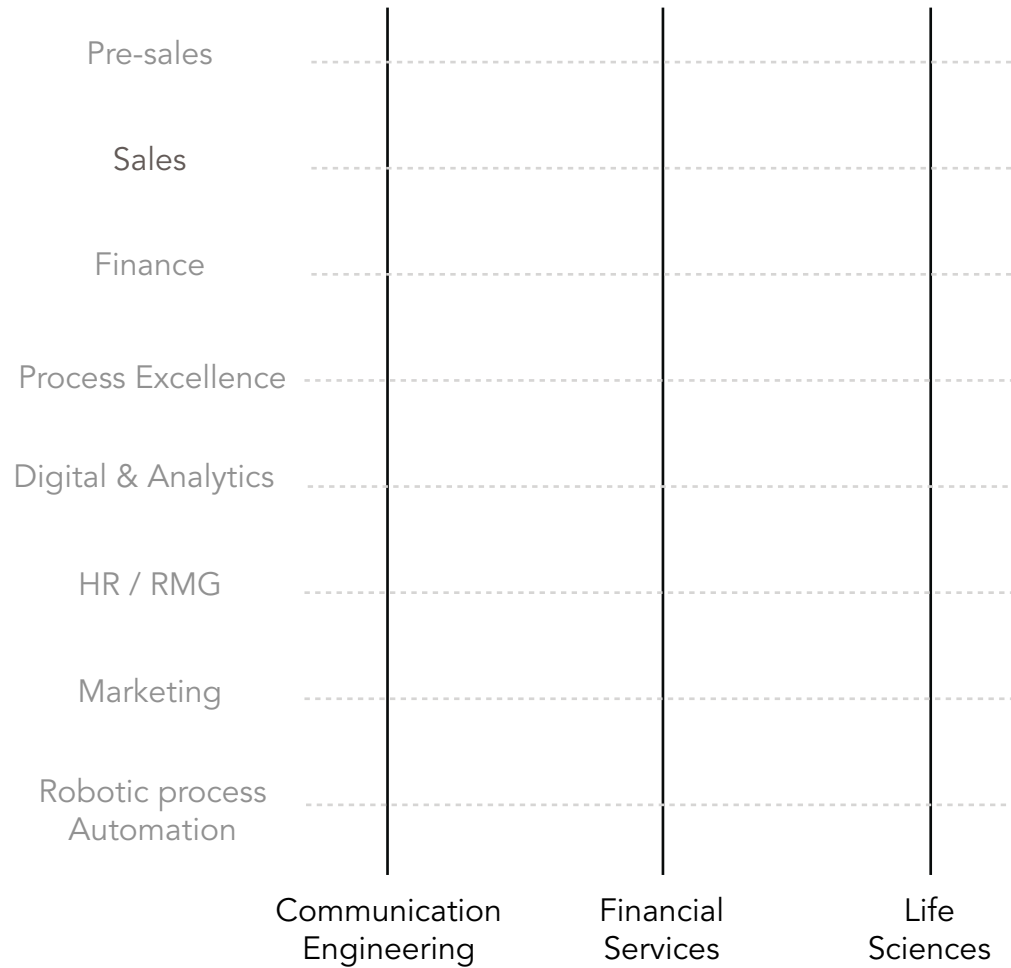 Pre-sales
Sales
Finance
Process Excellence
Digital & Analytics
HR / RMG
Marketing
Robotic process
Automation
Communication
Engineering
Financial
Services
Life
Sciences